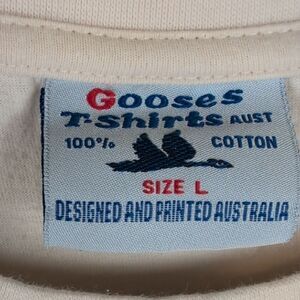 Gooses
T-shirts AUST
100% COTTON
SIZE L
DESIGNED AND PRINTED AUSTRALIA